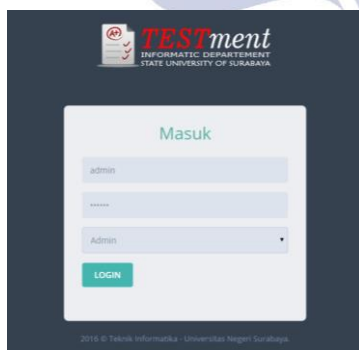 A+
TESTment
INFORMATIC DEPARTEMENT
STATE UNIVERSITY OF SURABAYA
Masuk
admin
••••••
Admin
LOGIN
2016 © Teknik Informatika - Universitas Negeri Surabaya.